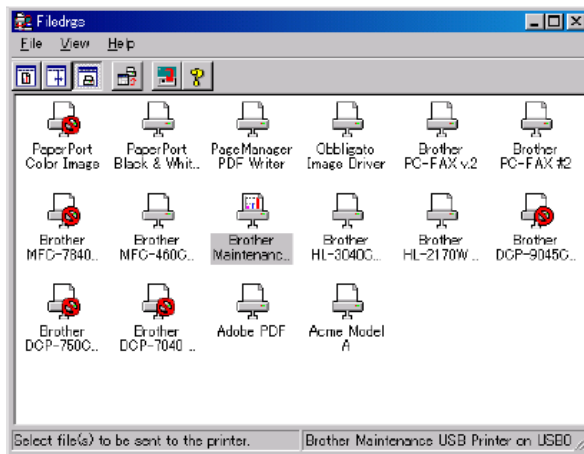 Filedrgs
File View Help
PaperPort
Color Image
PaperPort
Black & Whit...
PageManager
PDF Writer
Obbligato
Image Driver
Brother
PC-FAX v.2
Brother
PC-FAX #2
Brother
MFC-7840...
Brother
MFC-460C...
Brother
Maintenanc...
Brother
HL-3040C...
Brother
HL-2170W ...
Brother
DCP-9045C...
Brother
DCP-750C...
Brother
DCP-7040 ...
Adobe PDF
Acme Model
A
Select file(s) to be sent to the printer.
Brother Maintenance USB Printer on USB0